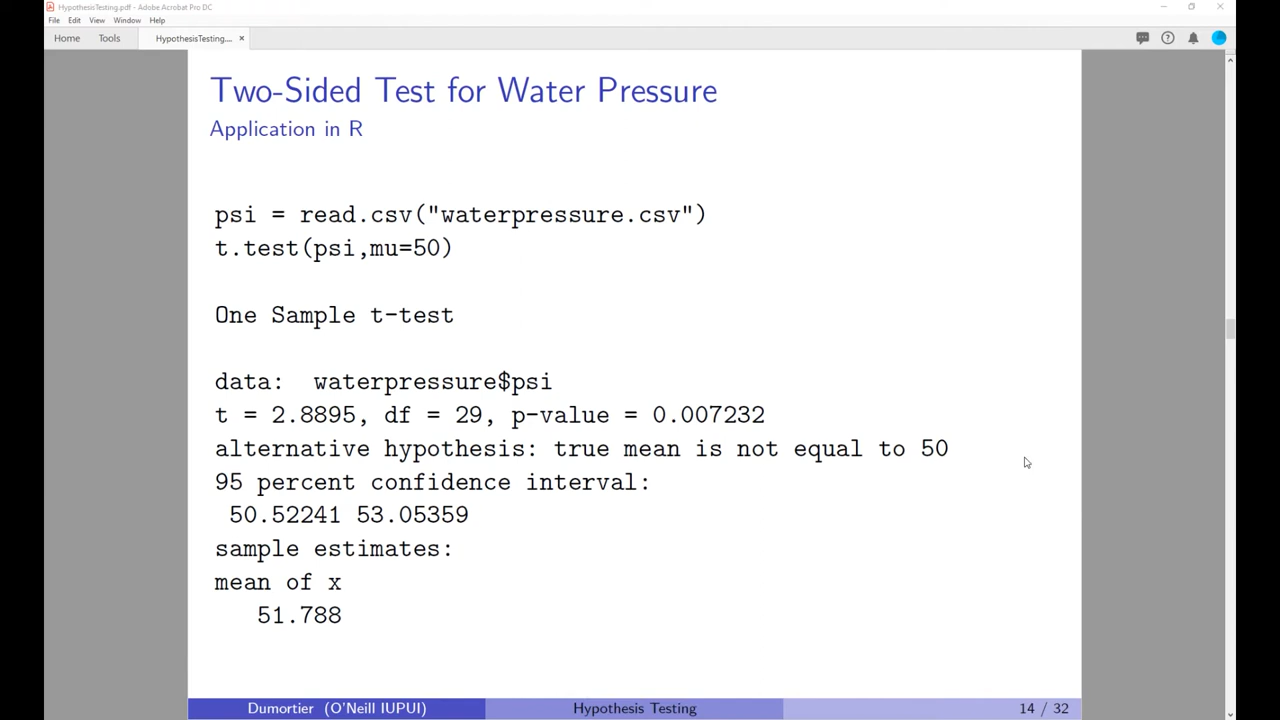 HypothesisTesting.pdf - Adobe Acrobat Pro DC
File Edit View Window Help
Home Tools HypothesisTesting....
Two-Sided Test for Water Pressure
Application in R
psi = read.csv("waterpressure.csv")
t.test(psi,mu=50)
One Sample t-test
data: waterpressure$psi
t = 2.8895, df = 29, p-value = 0.007232
alternative hypothesis: true mean is not equal to 50
95 percent confidence interval:
50.52241 53.05359
sample estimates:
mean of x
51.788
Dumortier (O'Neill IUPUI) Hypothesis Testing 14 / 32